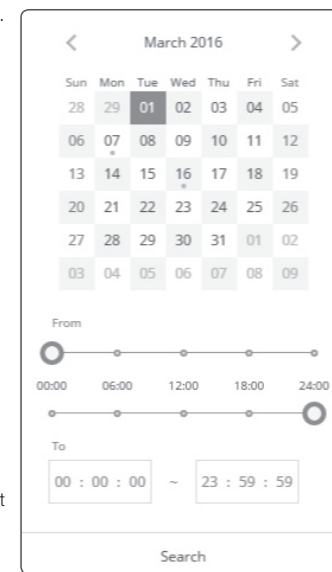 .
March 2016
Sun Mon Tue Wed Thu Fri Sat
28 29 01 02 03 04 05
06 07 08 09 10 11 12
13 14 15 16 17 18 19
20 21 22 23 24 25 26
27 28 29 30 31 01 02
03 04 05 06 07 08 09
From
00:00 06:00 12:00 18:00 24:00
To
t
00 : 00 : 00 ~ 23 : 59 : 59
Search